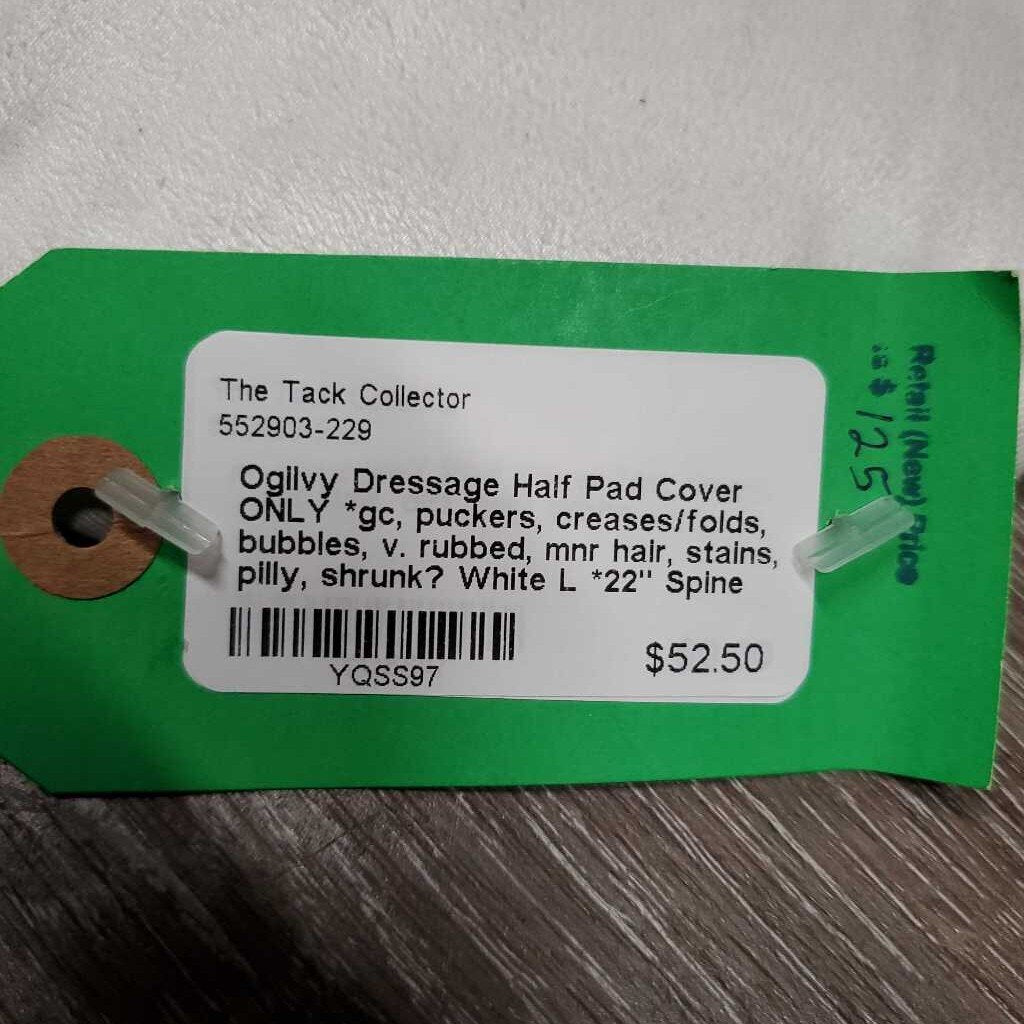 The Tack Collector
552903-229
Ogilvy Dressage Half Pad Cover
ONLY *gc, puckers, creases/folds,
bubbles, v. rubbed, mnr hair, stains,
pilly, shrunk? White L *22" Spine
YQSS97
$52.50
Retail (New) Price
is $ 125